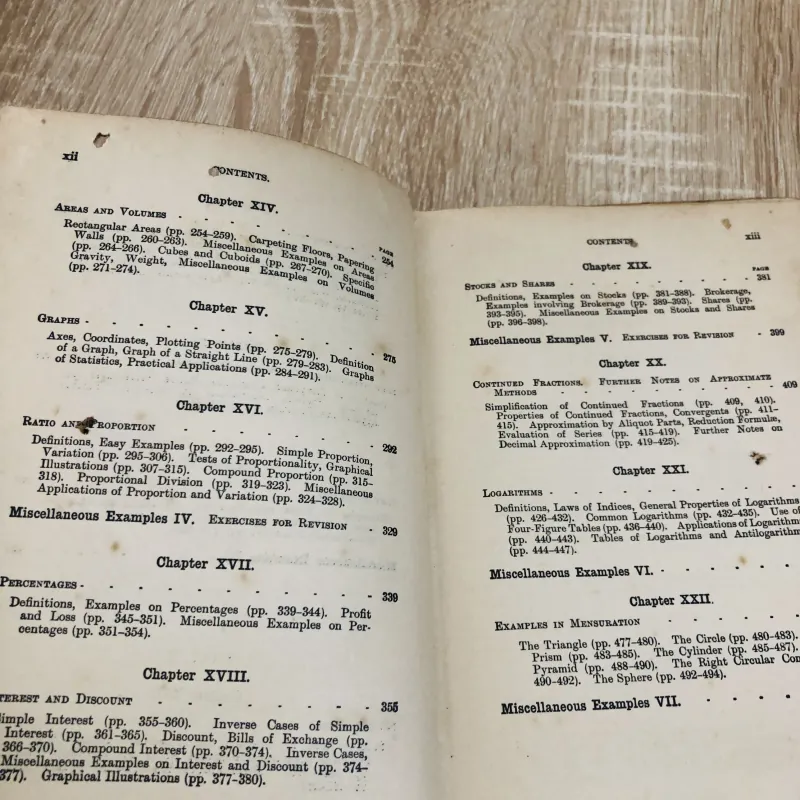 xii
CONTENTS.
Chapter XIV.
PAGE
AREAS AND VOLUMES - - - - - - - - - 254
Rectangular Areas (pp. 254–259). Carpeting Floors, Papering
Walls (pp. 260–263). Miscellaneous Examples on Areas
(pp. 264–266). Cubes and Cuboids (pp. 267–270). Specific
Gravity, Weight, Miscellaneous Examples on Volumes
(pp. 271–274).
Chapter XV.
GRAPHS - - - - - - - - - - 275
Axes, Coordinates, Plotting Points (pp. 275–279). Definition
of a Graph, Graph of a Straight Line (pp. 279–283). Graphs
of Statistics, Practical Applications (pp. 284–291).
Chapter XVI.
RATIO AND PROPORTION - - - - - - - 292
Definitions, Easy Examples (pp. 292–295). Simple Proportion,
Variation (pp. 295–306). Tests of Proportionality, Graphical
Illustrations (pp. 307–315). Compound Proportion (pp. 315–
318). Proportional Division (pp. 319–323). Miscellaneous
Applications of Proportion and Variation (pp. 324–328).
Miscellaneous Examples IV. EXERCISES FOR REVISION - 329
Chapter XVII.
PERCENTAGES - - - - - - - - - - 339
Definitions, Examples on Percentages (pp. 339–344). Profit
and Loss (pp. 345–351). Miscellaneous Examples on Per-
centages (pp. 351–354).
Chapter XVIII.
TEREST AND DISCOUNT - - - - - - - 355
imple Interest (pp. 355–360). Inverse Cases of Simple
Interest (pp. 361–365). Discount, Bills of Exchange (pp.
366–370). Compound Interest (pp. 370–374). Inverse Cases,
Miscellaneous Examples on Interest and Discount (pp. 374–
377). Graphical Illustrations (pp. 377–380).
CONTENTS
xiii
Chapter XIX.
PAGE
STOCKS AND SHARES - - - - - - - - 381
Definitions, Examples on Stocks (pp. 381–388). Brokerage,
Examples involving Brokerage (pp. 389–393). Shares (pp.
393–395). Miscellaneous Examples on Stocks and Shares
(pp. 396–398).
Miscellaneous Examples V. EXERCISES FOR REVISION - 399
Chapter XX.
CONTINUED FRACTIONS. FURTHER NOTES ON APPROXIMATE
METHODS - - - - - - - - - 409
Simplification of Continued Fractions (pp. 409, 410).
Properties of Continued Fractions, Convergents (pp. 411–
415). Approximation by Aliquot Parts, Reduction Formulæ,
Evaluation of Series (pp. 415–419). Further Notes on
Decimal Approximation (pp. 419–425).
Chapter XXI.
LOGARITHMS - - - - - - - - -
Definitions, Laws of Indices, General Properties of Logarithms
(pp. 426–432). Common Logarithms (pp. 432–435). Use of
Four-Figure Tables (pp. 436–440). Applications of Logarithm
(pp. 440–443). Tables of Logarithms and Antilogarithm
(pp. 444–447).
Miscellaneous Examples VI. - - - - - -
Chapter XXII.
EXAMPLES IN MENSURATION - - - - - -
The Triangle (pp. 477–480). The Circle (pp. 480–483).
Prism (pp. 483–485). The Cylinder (pp. 485–487).
Pyramid (pp. 488–490). The Right Circular Con
490–492). The Sphere (pp. 492–494).
Miscellaneous Examples VII. - - - - -